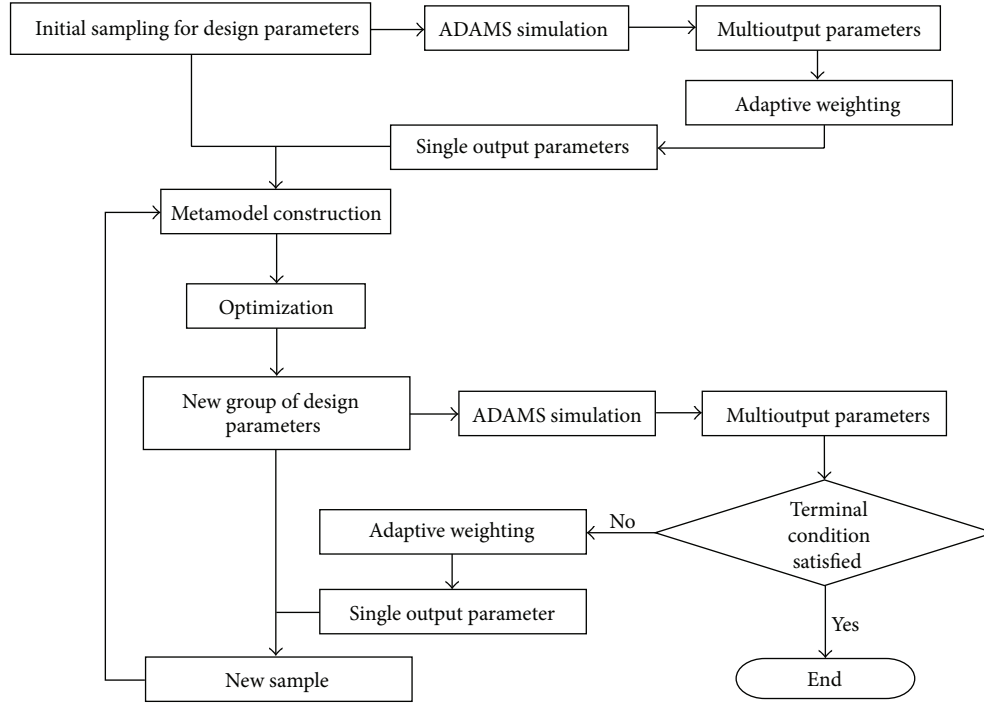 Initial sampling for design parameters
ADAMS simulation
Multioutput parameters
Adaptive weighting
Single output parameters
Metamodel construction
Optimization
New group of design
parameters
ADAMS simulation
Multioutput parameters
Terminal
condition
satisfied
No
Adaptive weighting
Single output parameter
Yes
New sample
End